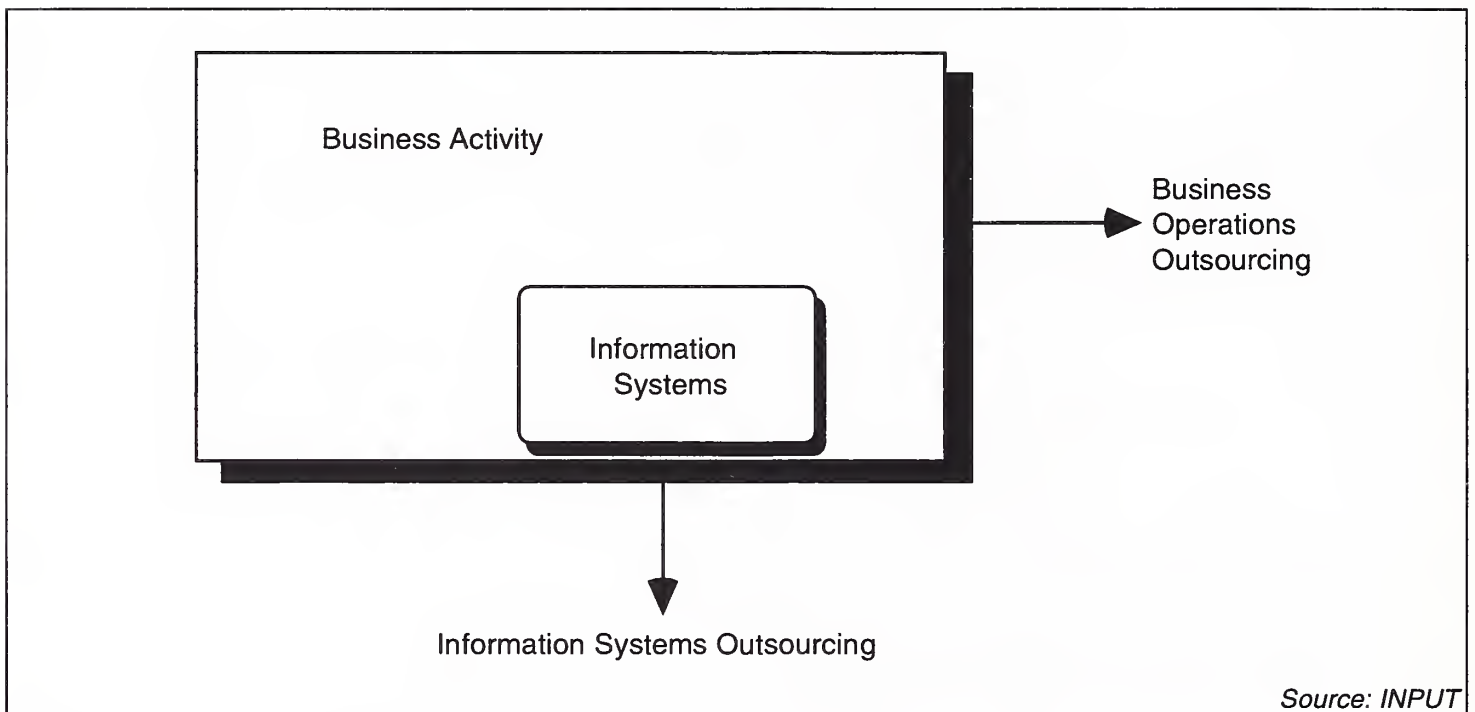 Business Activity
Business
Operations
Outsourcing
Information
Systems
Information Systems Outsourcing
Source: INPUT